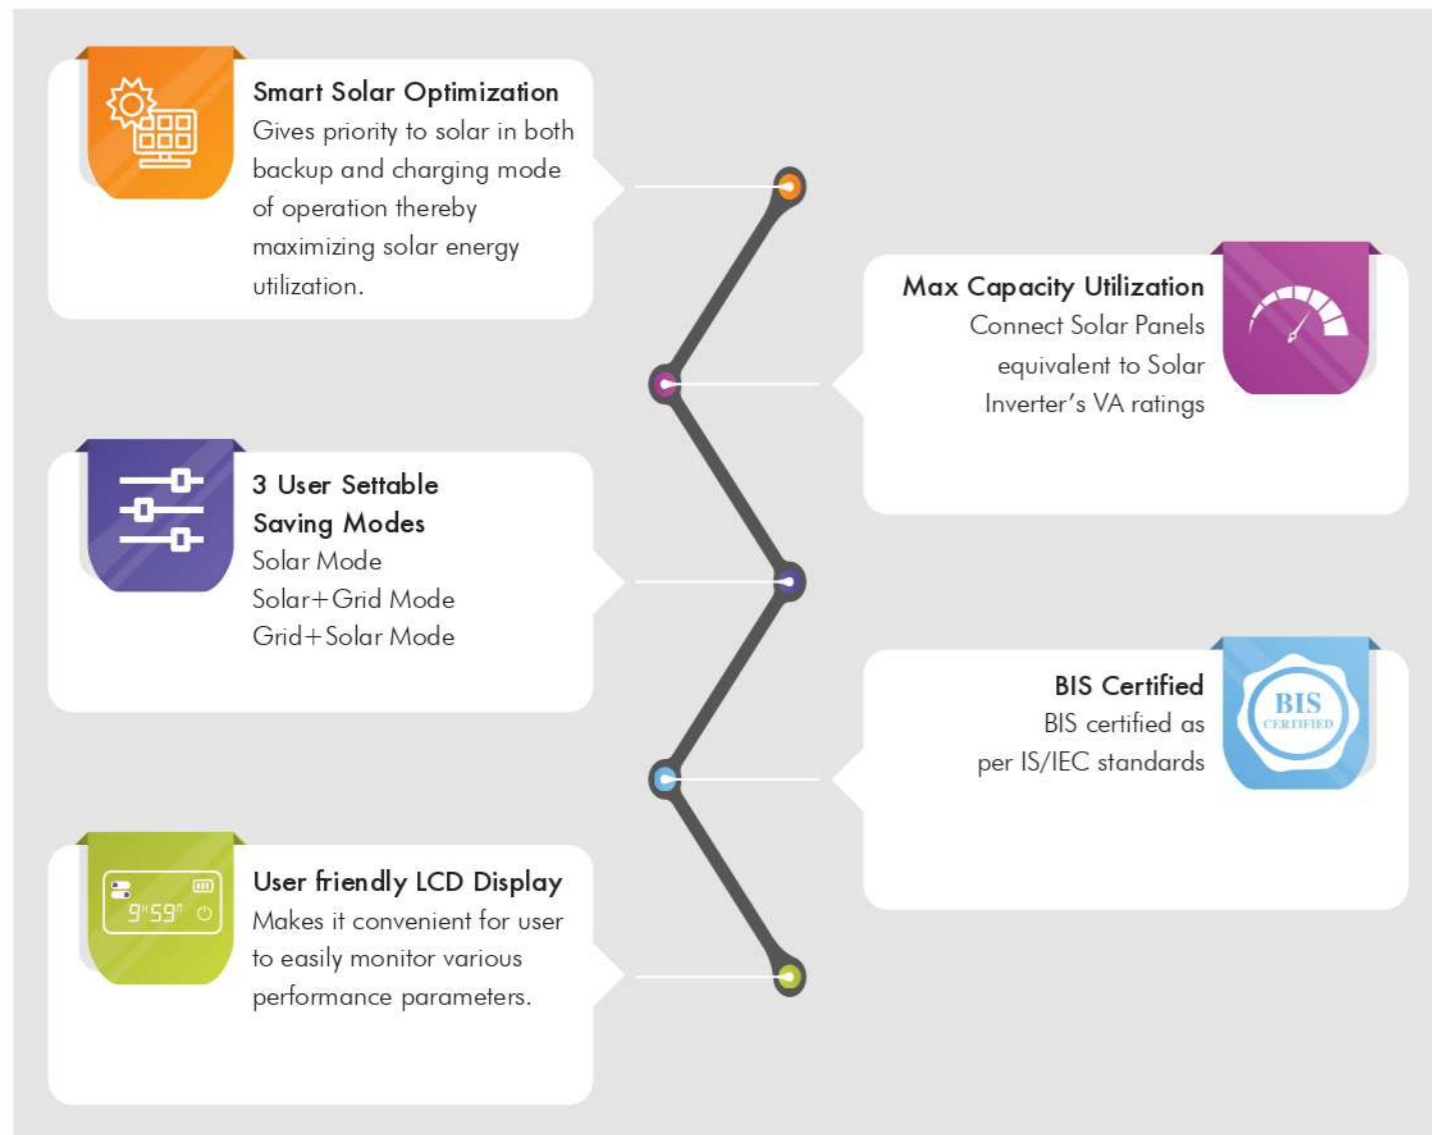 Smart Solar Optimization
Gives priority to solar in both
backup and charging mode
of operation thereby
maximizing solar energy
utilization.
Max Capacity Utilization
Connect Solar Panels
equivalent to Solar
Inverter's VA ratings
3 User Settable
Saving Modes
Solar Mode
Solar+Grid Mode
Grid+Solar Mode
BIS Certified
BIS certified as
per IS/IEC standards
BIS
CERTIFIED
User friendly LCD Display
Makes it convenient for user
to easily monitor various
performance parameters.
9H59M